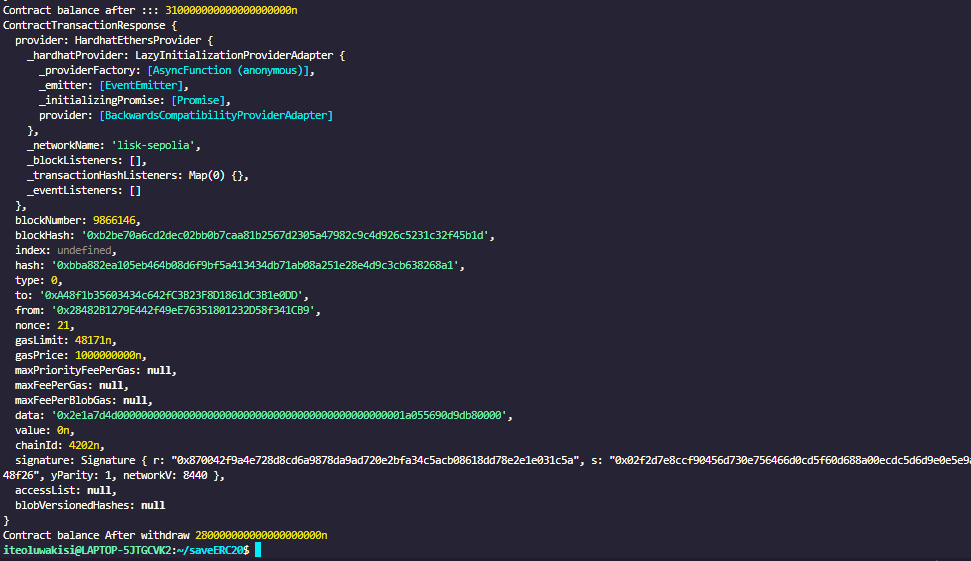 Contract balance after ::: 310000000000000000000n
ContractTransactionResponse {
  provider: HardhatEthersProvider {
    _hardhatProvider: LazyInitializationProviderAdapter {
      _providerFactory: [AsyncFunction (anonymous)],
      _emitter: [EventEmitter],
      _initializingPromise: [Promise],
      provider: [BackwardsCompatibilityProviderAdapter]
    },
    _networkName: 'lisk-sepolia',
    _blockListeners: [],
    _transactionHashListeners: Map(0) {},
    _eventListeners: []
  },
  blockNumber: 9866146,
  blockHash: '0xb2be70a6cd2dec02bb0b7caa81b2567d2305a47982c9c4d926c5231c32f45b1d',
  index: undefined,
  hash: '0xbba882ea105eb464b08d6f9bf5a413434db71ab08a251e28e4d9c3cb638268a1',
  type: 0,
  to: '0xA48f1b35603434c642fC3B23F8D1861dC3B1e0DD',
  from: '0x28482B1279E442f49eE76351801232D58f341CB9',
  nonce: 21,
  gasLimit: 48171n,
  gasPrice: 1000000000n,
  maxPriorityFeePerGas: null,
  maxFeePerGas: null,
  maxFeePerBlobGas: null,
  data: '0x2e1a7d4d000000000000000000000000000000000000000000000001a055690d9db80000',
  value: 0n,
  chainId: 4202n,
  signature: Signature { r: "0x870042f9a4e728d8cd6a9878da9ad720e2bfa34c5acb08618dd78e2e1e031c5a", s: "0x02f2d7e8ccf90456d730e756466d0cd5f60d688a00ecdc5d6d9e0e5e9a
48f26", yParity: 1, networkV: 8440 },
  accessList: null,
  blobVersionedHashes: null
}
Contract balance After withdraw 280000000000000000000n
iteoluwakisi@LAPTOP-5JTGCVK2:~/saveERC20$